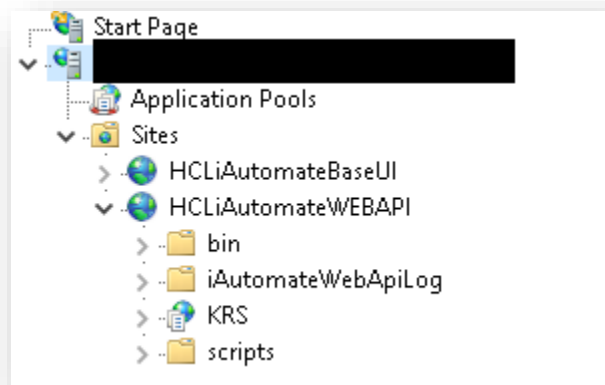 Start Page
Application Pools
Sites
HCLiAutomateBaseUI
HCLiAutomateWEBAPI
bin
iAutomateWebApiLog
KRS
scripts